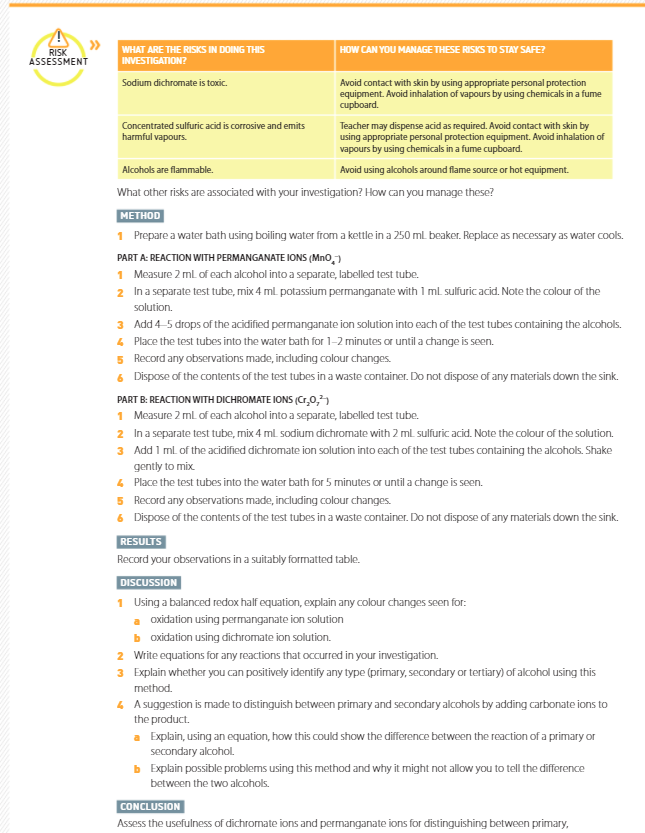 RISK
ASSESSMENT
WHAT ARE THE RISKS IN DOING THIS
INVESTIGATION?
HOW CAN YOU MANAGE THESE RISKS TO STAY SAFE?
Sodium dichromate is toxic.
Avoid contact with skin by using appropriate personal protection
equipment. Avoid inhalation of vapours by using chemicals in a fume
cupboard.
Concentrated sulfuric acid is corrosive and emits
harmful vapours.
Teacher may dispense acid as required. Avoid contact with skin by
using appropriate personal protection equipment. Avoid inhalation of
vapours by using chemicals in a fume cupboard.
Alcohols are flammable.
Avoid using alcohols around flame source or hot equipment.
What other risks are associated with your investigation? How can you manage these?
METHOD
1 Prepare a water bath using boiling water from a kettle in a 250 mL beaker. Replace as necessary as water cools.
PART A: REACTION WITH PERMANGANATE IONS (MnO₄⁻)
1 Measure 2 mL of each alcohol into a separate, labelled test tube.
2 In a separate test tube, mix 4 mL potassium permanganate with 1 mL sulfuric acid. Note the colour of the
solution.
3 Add 4–5 drops of the acidified permanganate ion solution into each of the test tubes containing the alcohols.
4 Place the test tubes into the water bath for 1–2 minutes or until a change is seen.
5 Record any observations made, including colour changes.
6 Dispose of the contents of the test tubes in a waste container. Do not dispose of any materials down the sink.
PART B: REACTION WITH DICHROMATE IONS (Cr₂O₇²⁻)
1 Measure 2 mL of each alcohol into a separate, labelled test tube.
2 In a separate test tube, mix 4 mL sodium dichromate with 2 mL sulfuric acid. Note the colour of the solution.
3 Add 1 mL of the acidified dichromate ion solution into each of the test tubes containing the alcohols. Shake
gently to mix.
4 Place the test tubes into the water bath for 5 minutes or until a change is seen.
5 Record any observations made, including colour changes.
6 Dispose of the contents of the test tubes in a waste container. Do not dispose of any materials down the sink.
RESULTS
Record your observations in a suitably formatted table.
DISCUSSION
1 Using a balanced redox half equation, explain any colour changes seen for:
a oxidation using permanganate ion solution
b oxidation using dichromate ion solution.
2 Write equations for any reactions that occurred in your investigation.
3 Explain whether you can positively identify any type (primary, secondary or tertiary) of alcohol using this
method.
4 A suggestion is made to distinguish between primary and secondary alcohols by adding carbonate ions to
the product.
a Explain, using an equation, how this could show the difference between the reaction of a primary or
secondary alcohol.
b Explain possible problems using this method and why it might not allow you to tell the difference
between the two alcohols.
CONCLUSION
Assess the usefulness of dichromate ions and permanganate ions for distinguishing between primary,